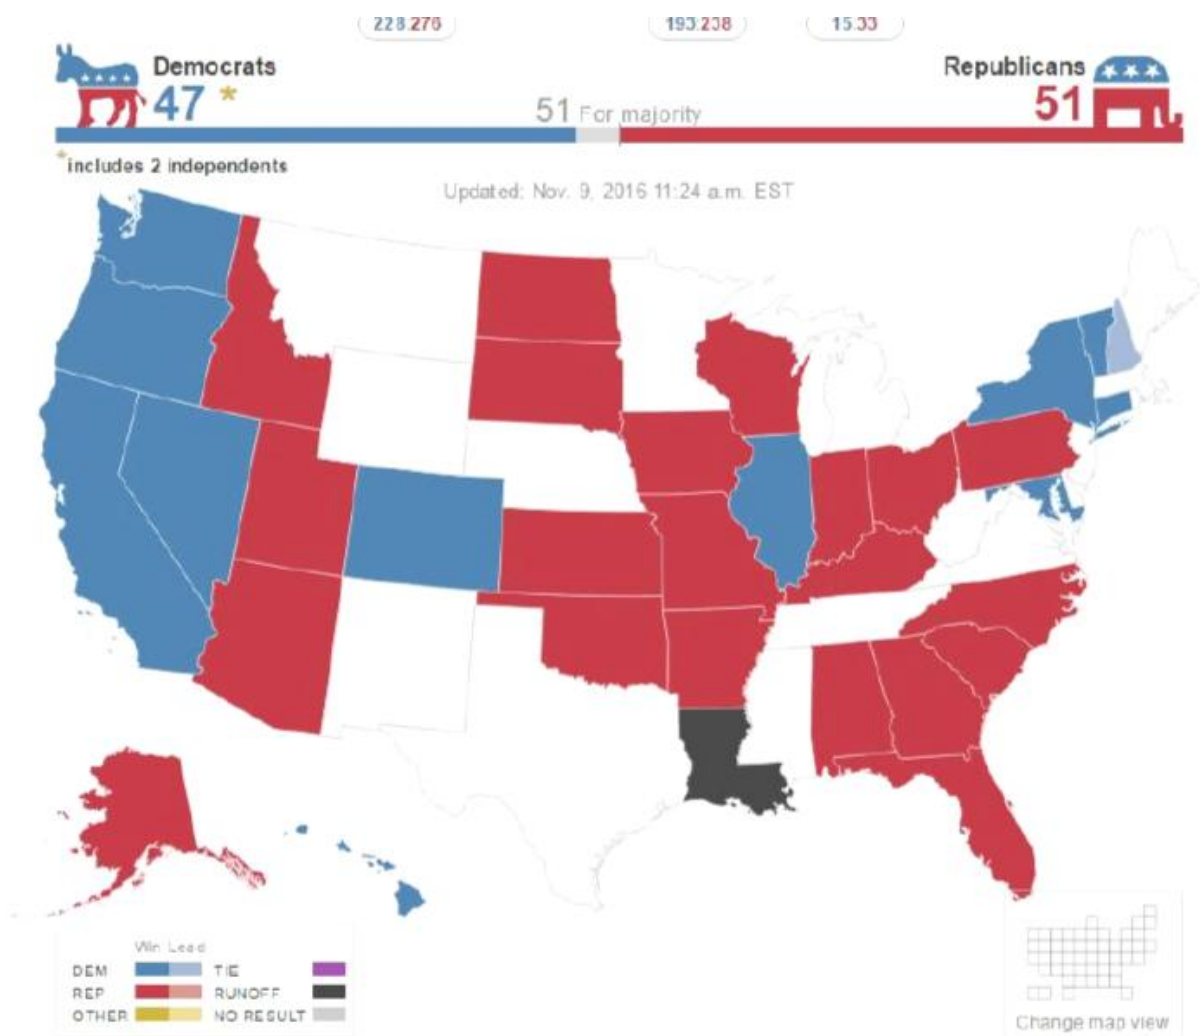 228 276
193 238
15 33
Democrats
47 *
Republicans
51
51 For majority
*includes 2 independents
Updated: Nov. 9, 2016 11:24 a.m. EST
Win Lead
DEM
TIE
REP
RUNOFF
OTHER
NO RESULT
Change map view